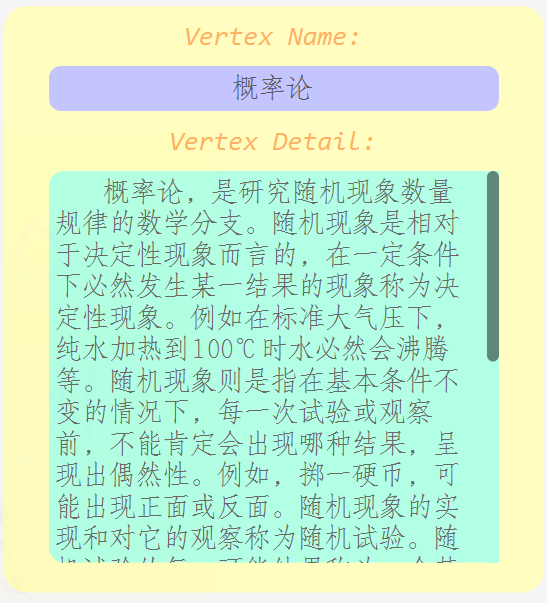 Vertex Name:
概率论
Vertex Detail:
概率论，是研究随机现象数量
规律的数学分支。随机现象是相对
于决定性现象而言的，在一定条件
下必然发生某一结果的现象称为决
定性现象。例如在标准大气压下，
纯水加热到100℃时水必然会沸腾
等。随机现象则是指在基本条件不
变的情况下，每一次试验或观察
前，不能肯定会出现哪种结果，呈
现出偶然性。例如，掷一硬币，可
能出现正面或反面。随机现象的实
现和对它的观察称为随机试验。随